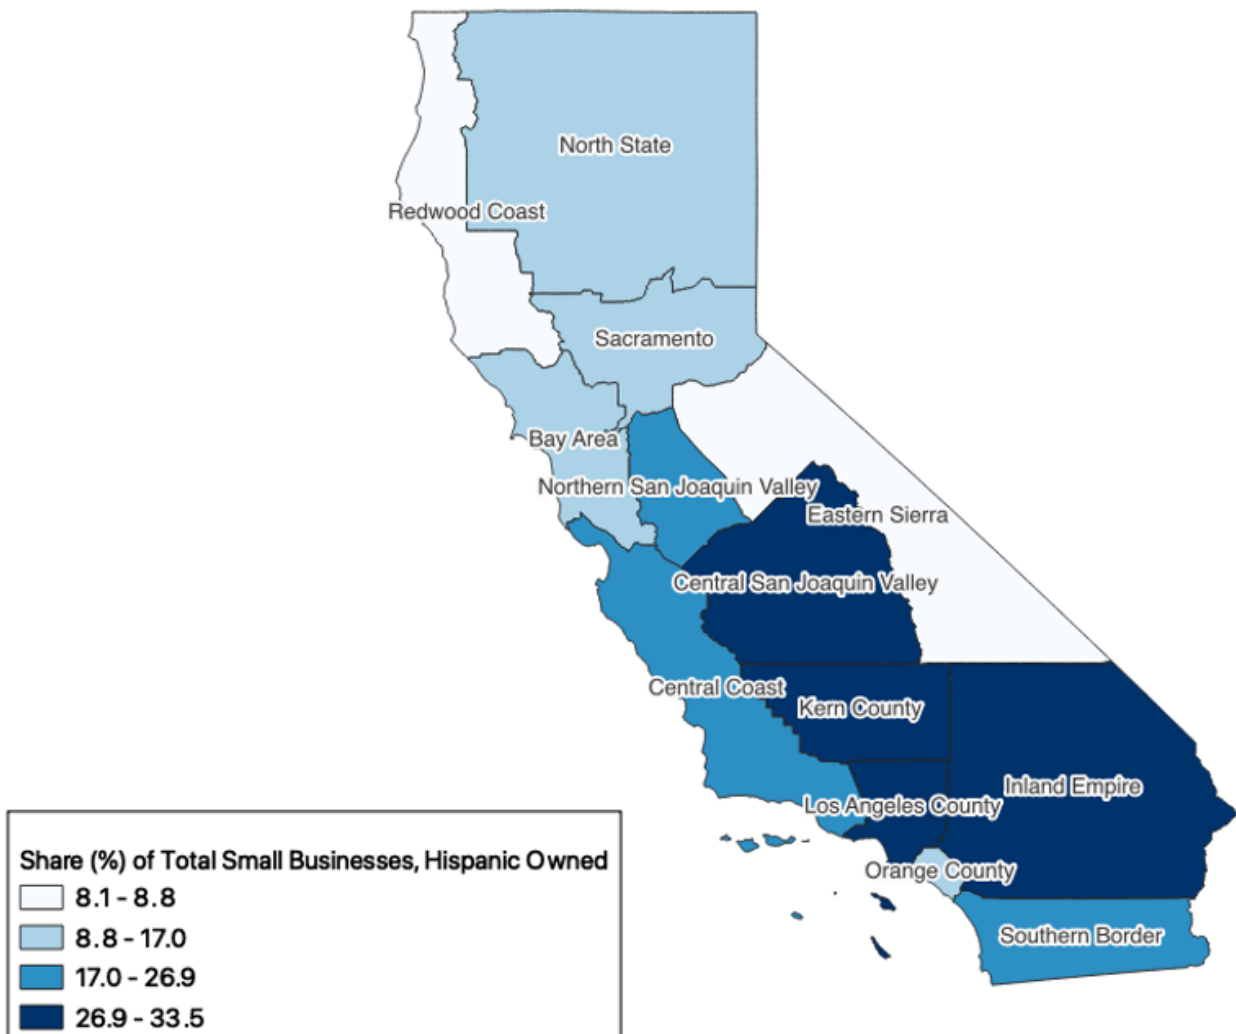 North State
Redwood Coast
Sacramento
Bay Area
Northern San Joaquin Valley
Eastern Sierra
Central San Joaquin Valley
Central Coast
Kern County
Inland Empire
Los Angeles County
Orange County
Southern Border
Share (%) of Total Small Businesses, Hispanic Owned
8.1 - 8.8
8.8 - 17.0
17.0 - 26.9
26.9 - 33.5